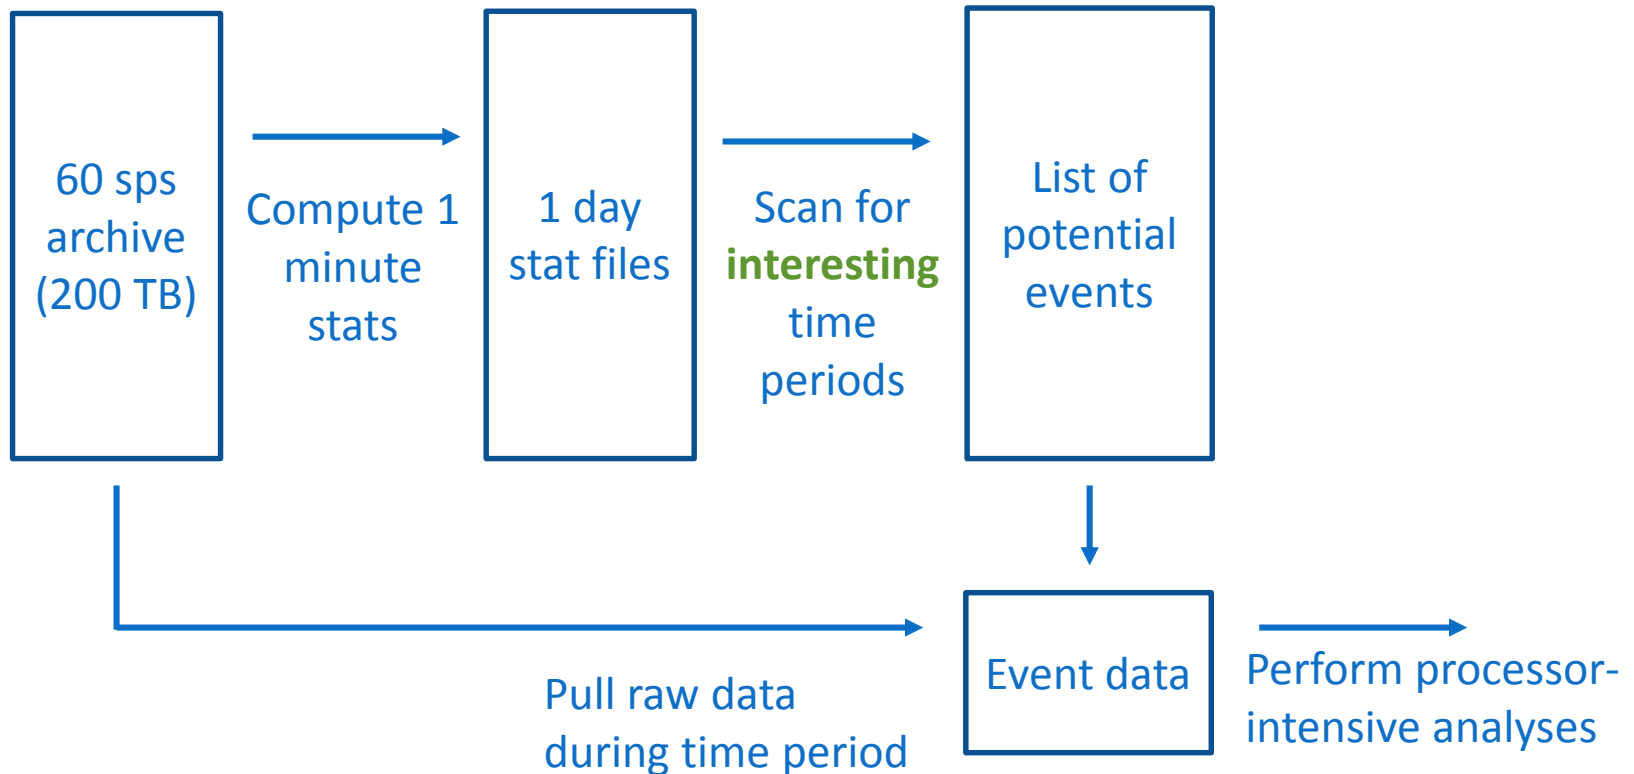 60 sps
archive
(200 TB)
Compute 1
minute
stats
1 day
stat files
Scan for
interesting
time
periods
List of
potential
events
Pull raw data
during time period
Event data
Perform processor-
intensive analyses